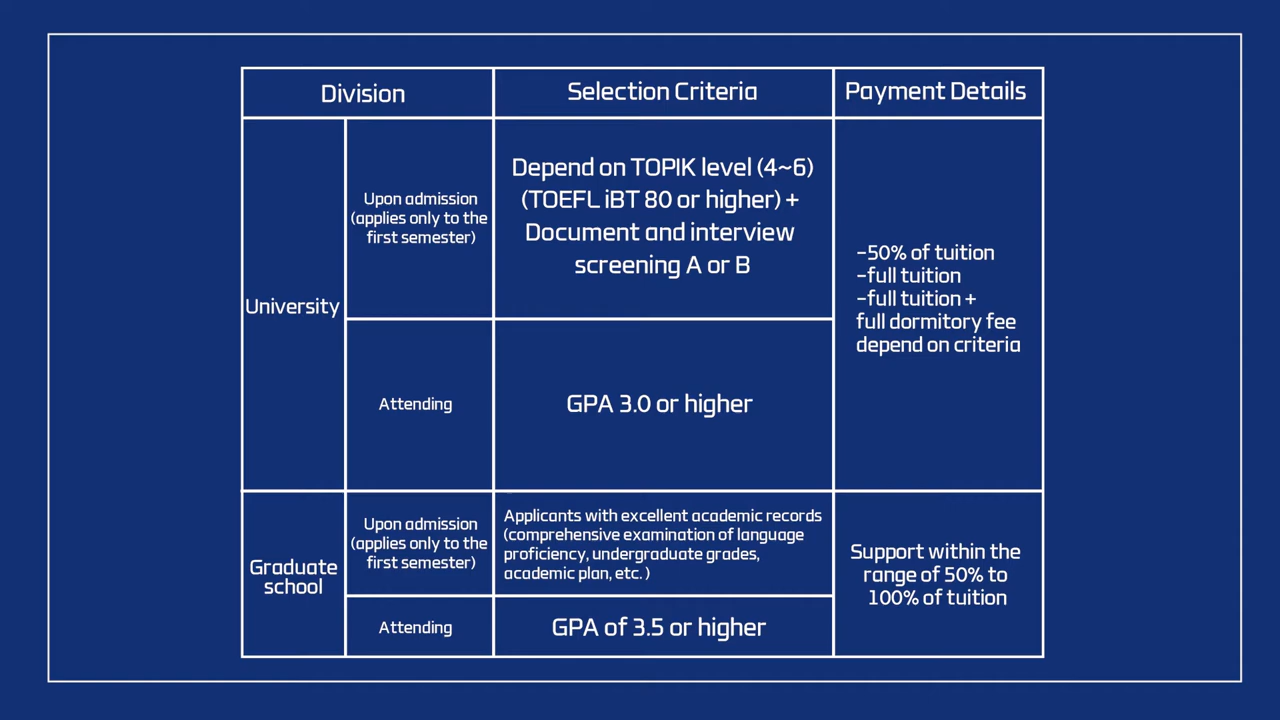 Division
Selection Criteria
Payment Details
University
Upon admission
(applies only to the
first semester)
Depend on TOPIK level (4~6)
(TOEFL iBT 80 or higher) +
Document and interview
screening A or B
-50% of tuition
-full tuition
-full tuition +
full dormitory fee
depend on criteria
Attending
GPA 3.0 or higher
Graduate
school
Upon admission
(applies only to the
first semester)
Applicants with excellent academic records
(comprehensive examination of language
proficiency, undergraduate grades,
academic plan, etc. )
Support within the
range of 50% to
100% of tuition
Attending
GPA of 3.5 or higher